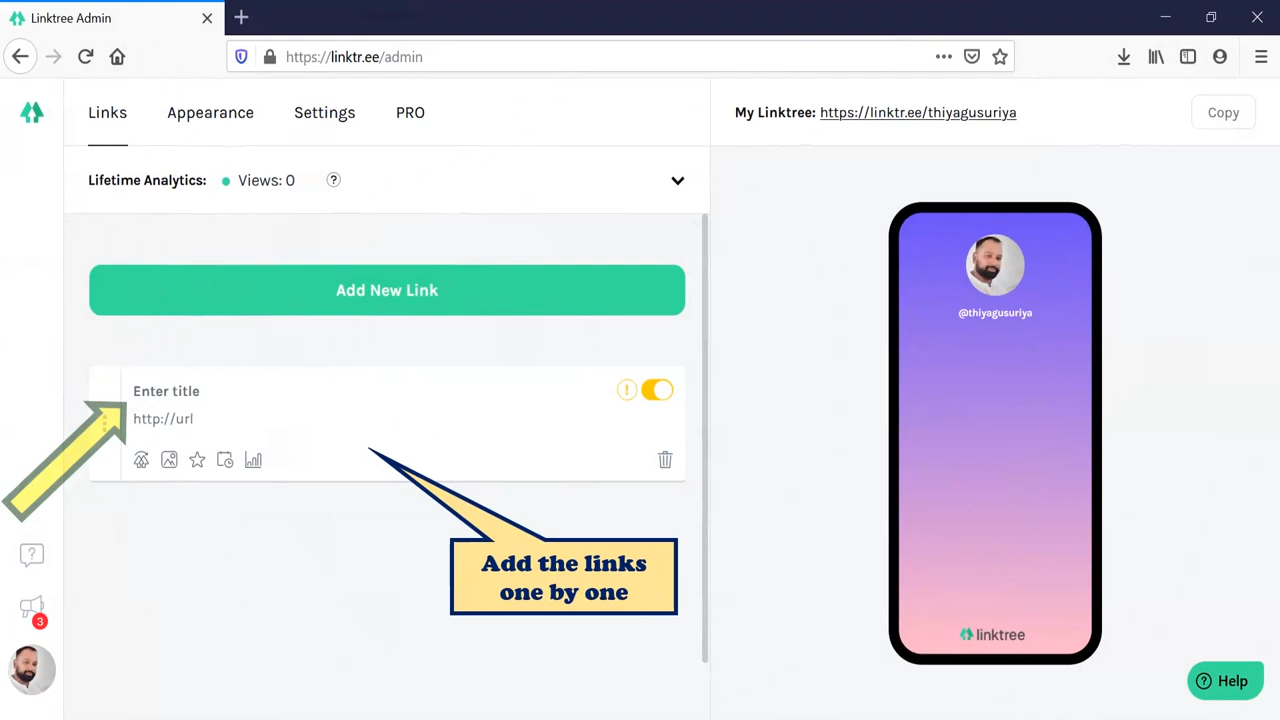 Linktree Admin
https://linktr.ee/admin
Links Appearance Settings PRO
My Linktree: https://linktr.ee/thiyagusuriya
Copy
Lifetime Analytics: Views: 0 ?
Add New Link
Enter title
!
http://url
Add the links
one by one
@thiyagusuriya
linktree
?
3
? Help